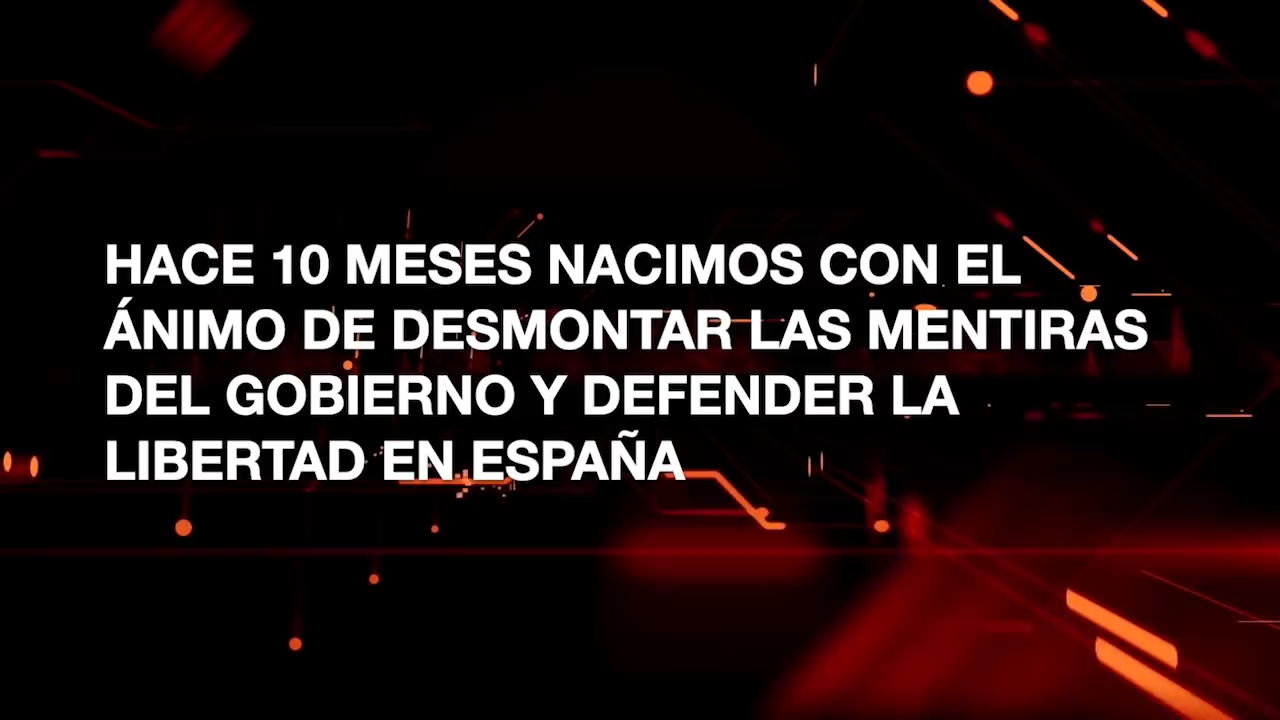 HACE 10 MESES NACIMOS CON EL
ÁNIMO DE DESMONTAR LAS MENTIRAS
DEL GOBIERNO Y DEFENDER LA
LIBERTAD EN ESPAÑA